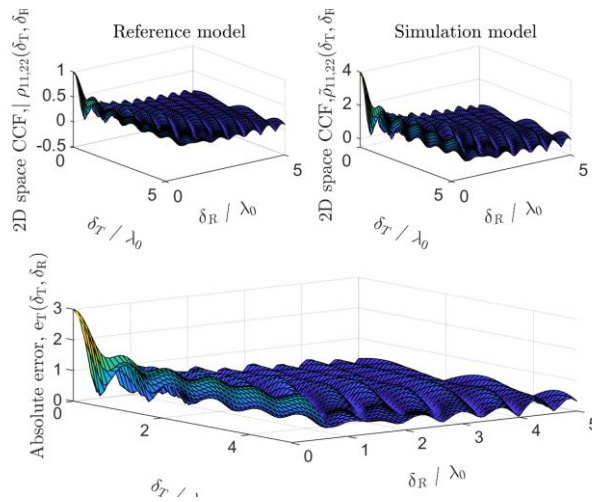 Reference model
2D space CCF,| ρ11,22(δT, δR
1
0.5
0
-0.5
0
5
0
5
δT / λ0
δR / λ0
Simulation model
2D space CCF,ρ̃11,22(δT, δR
4
2
0
0
5
0
5
δT / λ0
δR / λ0
Absolute error, eT(δT, δR)
3
2
1
0
0
2
4
0
1
2
3
4
5
δT /
δR / λ0